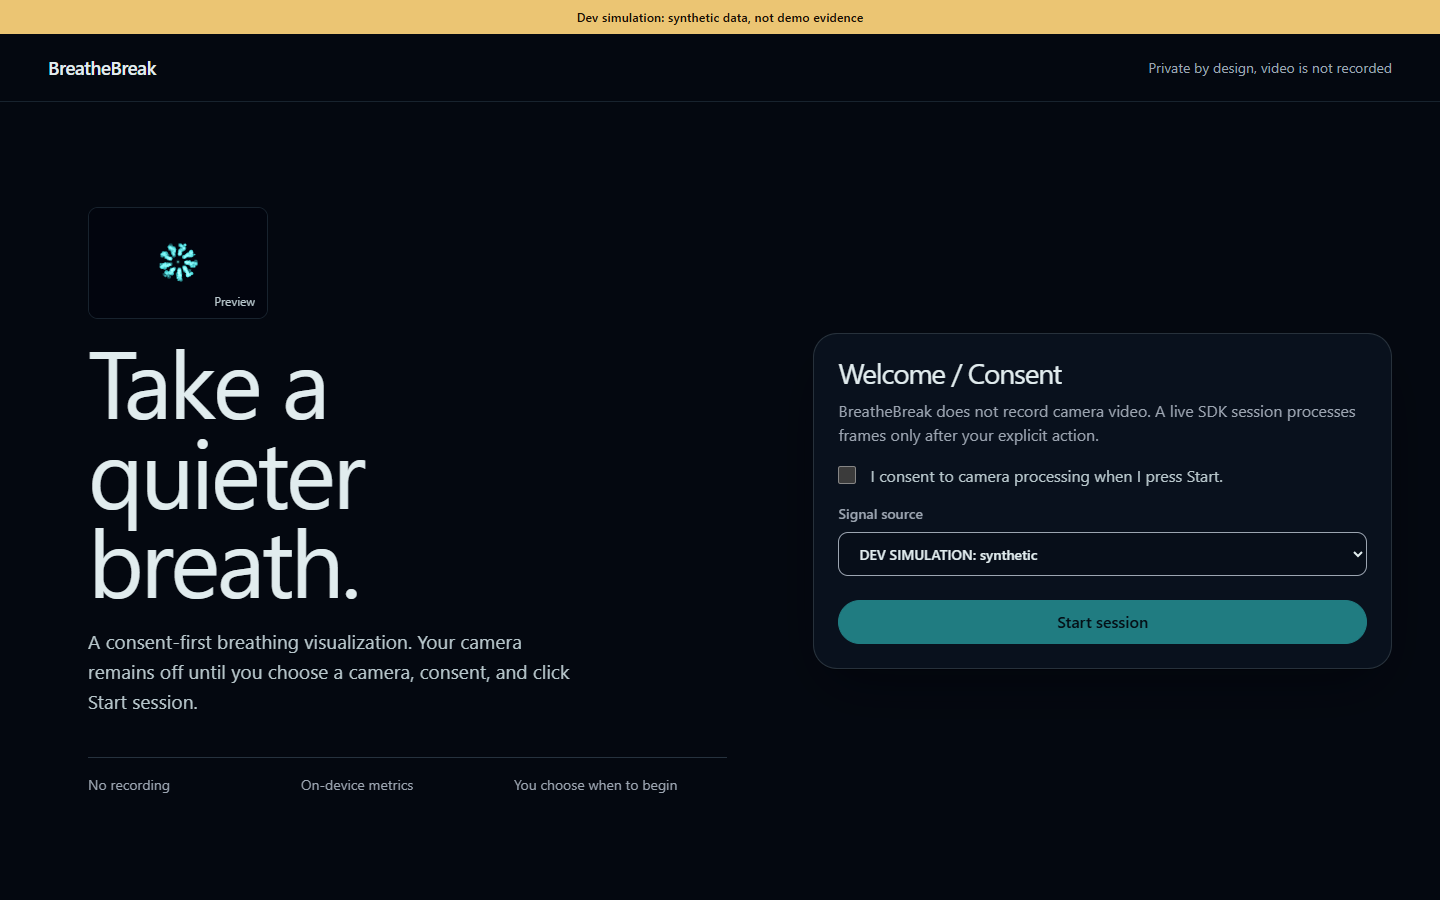 Dev simulation: synthetic data, not demo evidence
BreatheBreak
Private by design, video is not recorded
Preview
Take a
quieter
breath.
A consent-first breathing visualization. Your camera
remains off until you choose a camera, consent, and click
Start session.
No recording
On-device metrics
You choose when to begin
Welcome / Consent
BreatheBreak does not record camera video. A live SDK session processes
frames only after your explicit action.
I consent to camera processing when I press Start.
Signal source
DEV SIMULATION: synthetic
Start session